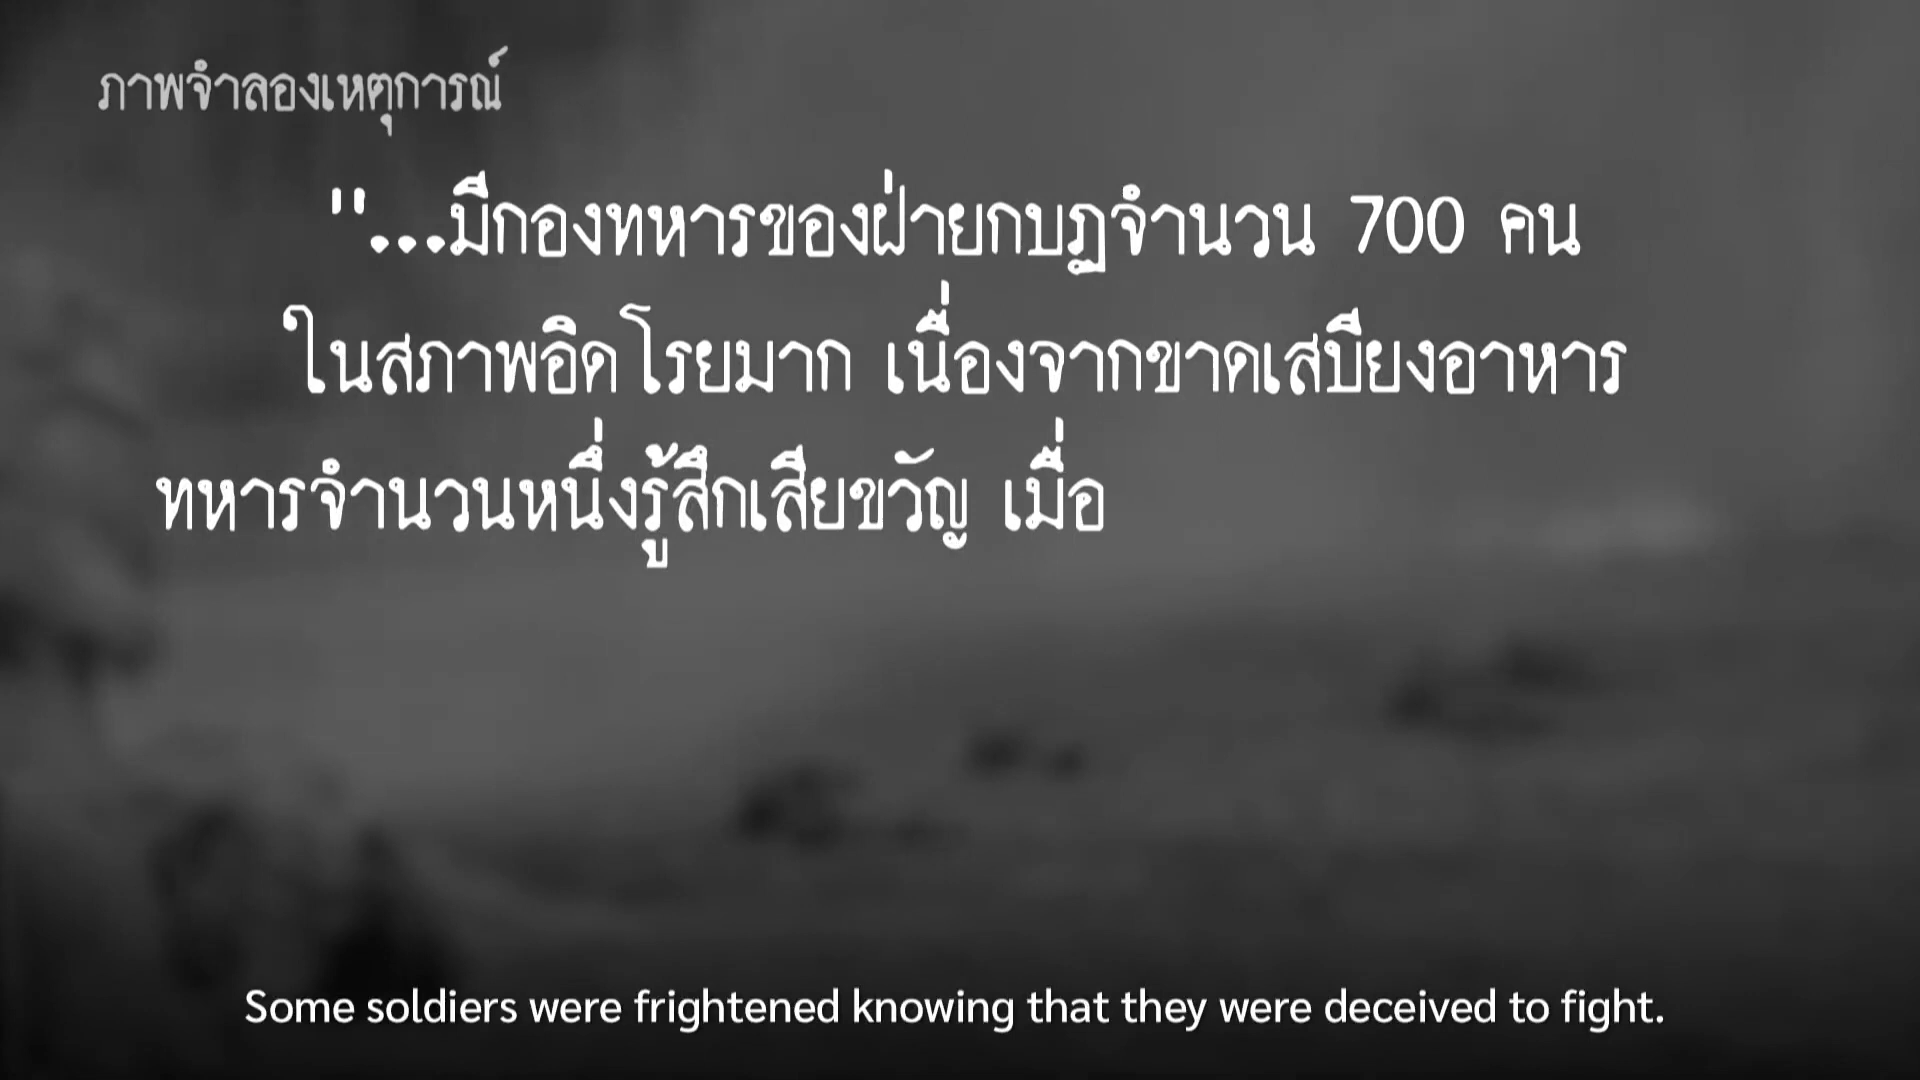 ภาพจำลองเหตุการณ์
"...มีกองทหารของฝ่ายกบฏจำนวน 700 คน
ในสภาพอิดโรยมาก เนื่องจากขาดเสบียงอาหาร
ทหารจำนวนหนึ่งรู้สึกเสียขวัญ เมื่อ
Some soldiers were frightened knowing that they were deceived to fight.